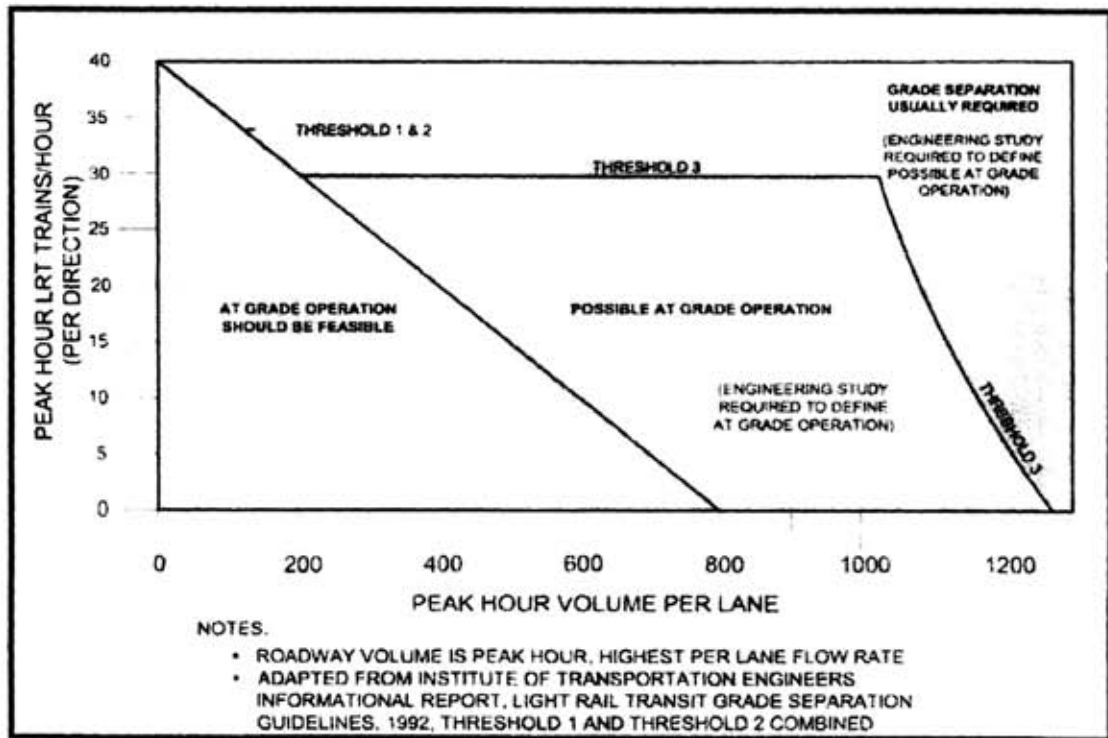 40
35
30
25
20
15
10
5
0
PEAK HOUR LRT TRAINS/HOUR
(PER DIRECTION)
GRADE SEPARATION
USUALLY REQUIRED
(ENGINEERING STUDY
REQUIRED TO DEFINE
POSSIBLE AT GRADE
OPERATION)
THRESHOLD 1 & 2
THRESHOLD 3
AT GRADE OPERATION
SHOULD BE FEASIBLE
POSSIBLE AT GRADE OPERATION
(ENGINEERING STUDY
REQUIRED TO DEFINE
AT GRADE OPERATION)
THRESHOLD 3
0 200 400 600 800 1000 1200
PEAK HOUR VOLUME PER LANE
NOTES.
• ROADWAY VOLUME IS PEAK HOUR, HIGHEST PER LANE FLOW RATE
• ADAPTED FROM INSTITUTE OF TRANSPORTATION ENGINEERS
INFORMATIONAL REPORT, LIGHT RAIL TRANSIT GRADE SEPARATION
GUIDELINES, 1992, THRESHOLD 1 AND THRESHOLD 2 COMBINED